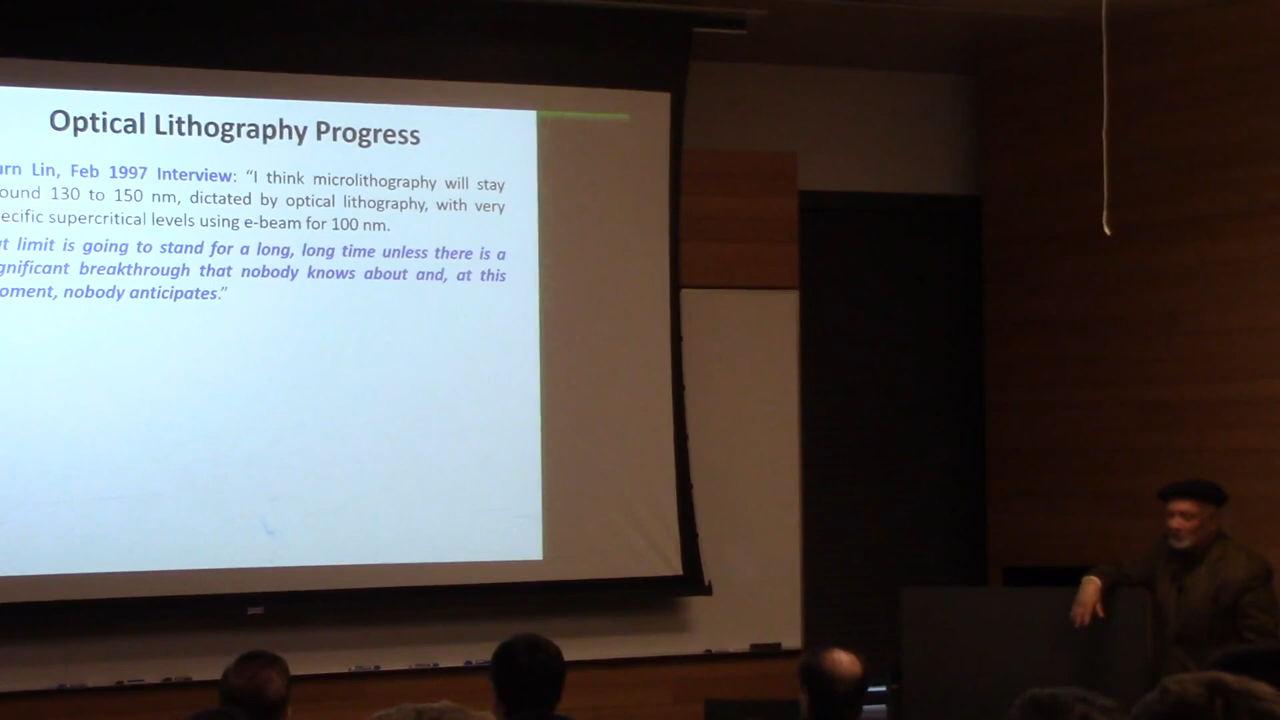 Optical Lithography Progress
urn Lin, Feb 1997 Interview: “I think microlithography will stay
ound 130 to 150 nm, dictated by optical lithography, with very
ecific supercritical levels using e-beam for 100 nm.
at limit is going to stand for a long, long time unless there is a
gnificant breakthrough that nobody knows about and, at this
oment, nobody anticipates.”